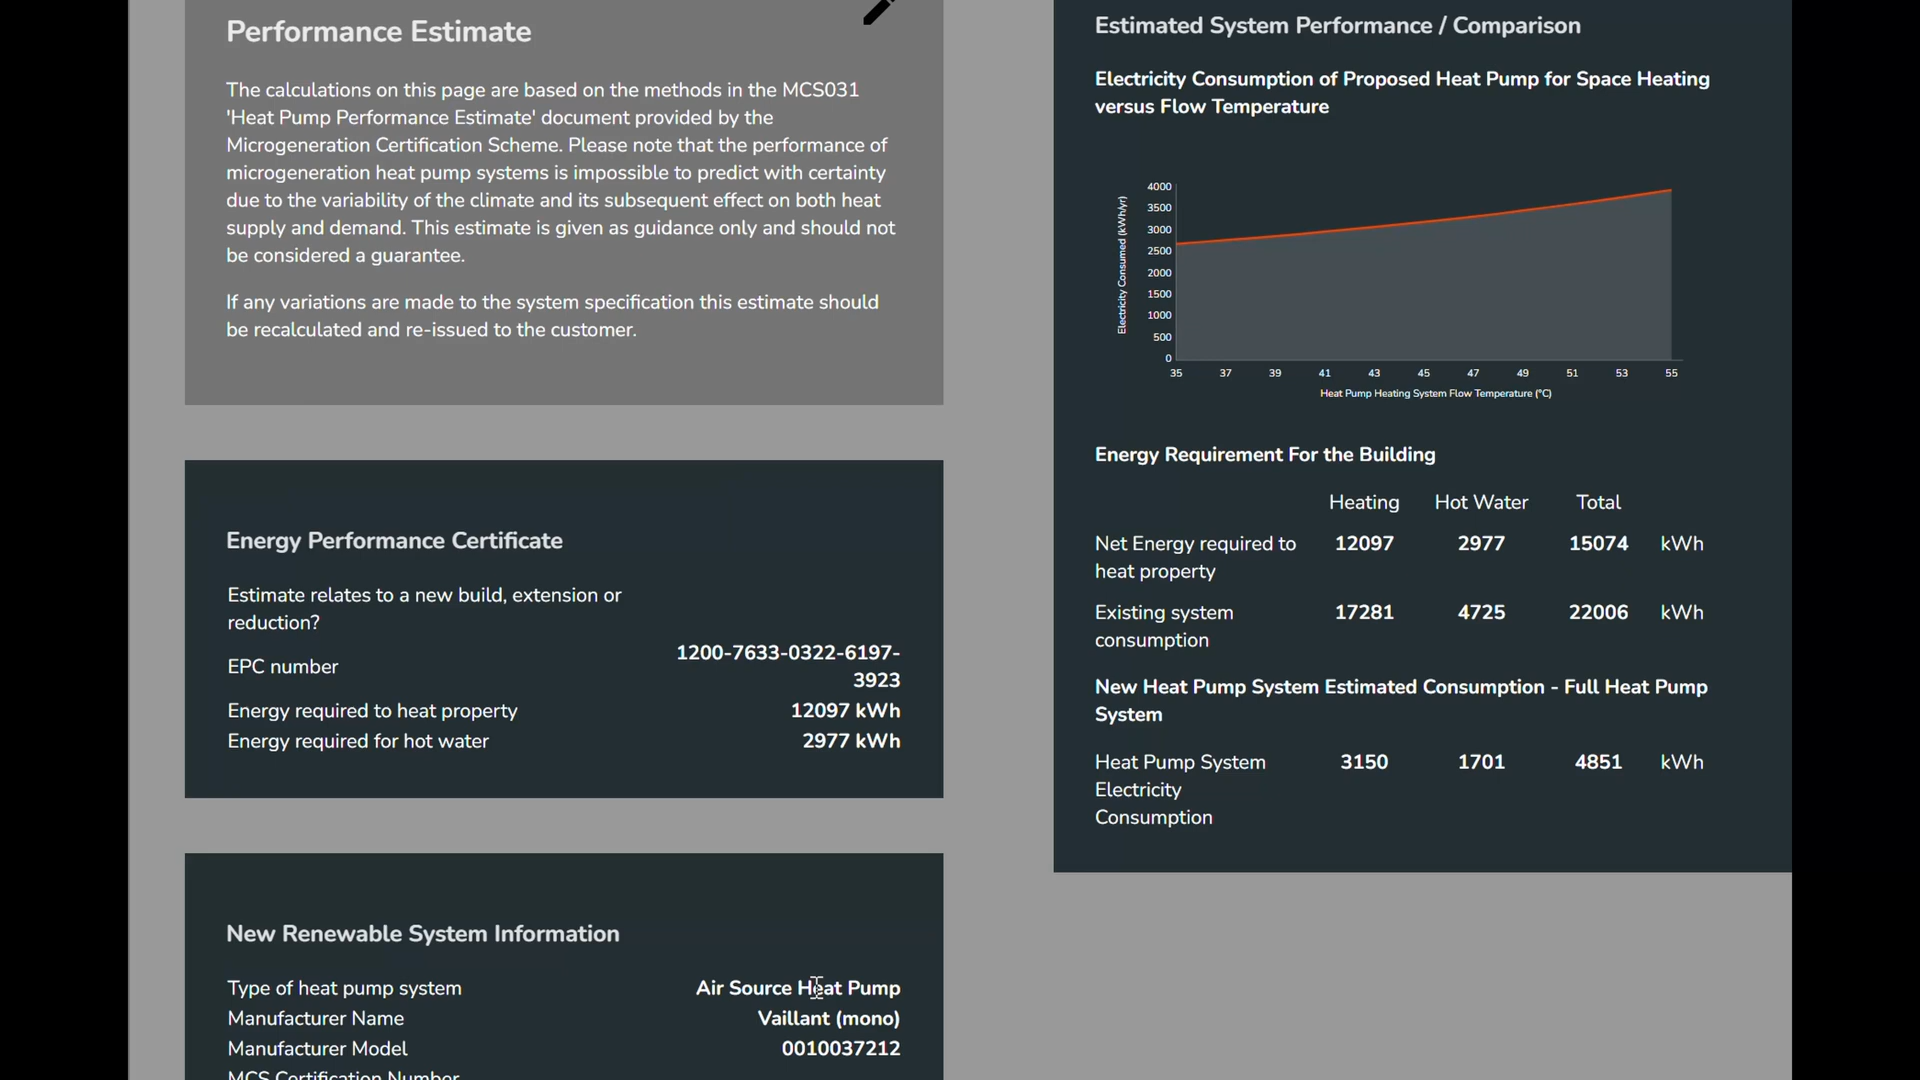 Performance Estimate
The calculations on this page are based on the methods in the MCS031
'Heat Pump Performance Estimate' document provided by the
Microgeneration Certification Scheme. Please note that the performance of
microgeneration heat pump systems is impossible to predict with certainty
due to the variability of the climate and its subsequent effect on both heat
supply and demand. This estimate is given as guidance only and should not
be considered a guarantee.
If any variations are made to the system specification this estimate should
be recalculated and re-issued to the customer.
Energy Performance Certificate
Estimate relates to a new build, extension or
reduction?
EPC number 1200-7633-0322-6197-
3923
Energy required to heat property 12097 kWh
Energy required for hot water 2977 kWh
New Renewable System Information
Type of heat pump system Air Source Heat Pump
Manufacturer Name Vaillant (mono)
Manufacturer Model 0010037212
MCS Certification Number
Estimated System Performance / Comparison
Electricity Consumption of Proposed Heat Pump for Space Heating
versus Flow Temperature
Electricity Consumed (kWh/yr)
4000
3500
3000
2500
2000
1500
1000
500
0
35 37 39 41 43 45 47 49 51 53 55
Heat Pump Heating System Flow Temperature (°C)
Energy Requirement For the Building
Heating Hot Water Total
Net Energy required to 12097 2977 15074 kWh
heat property
Existing system 17281 4725 22006 kWh
consumption
New Heat Pump System Estimated Consumption - Full Heat Pump
System
Heat Pump System 3150 1701 4851 kWh
Electricity
Consumption